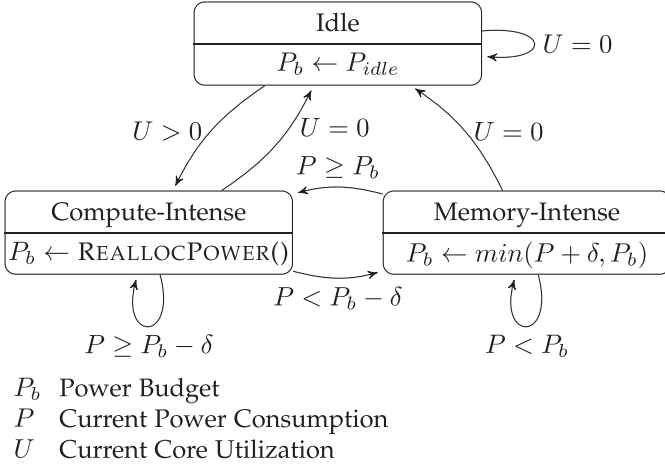 Idle
P_b ← P_idle
U = 0
U > 0
U = 0
U = 0
P ≥ P_b
Compute-Intense
P_b ← REALLOCPOWER()
Memory-Intense
P_b ← min(P + δ, P_b)
P < P_b − δ
P ≥ P_b − δ
P < P_b
P_b Power Budget
P Current Power Consumption
U Current Core Utilization